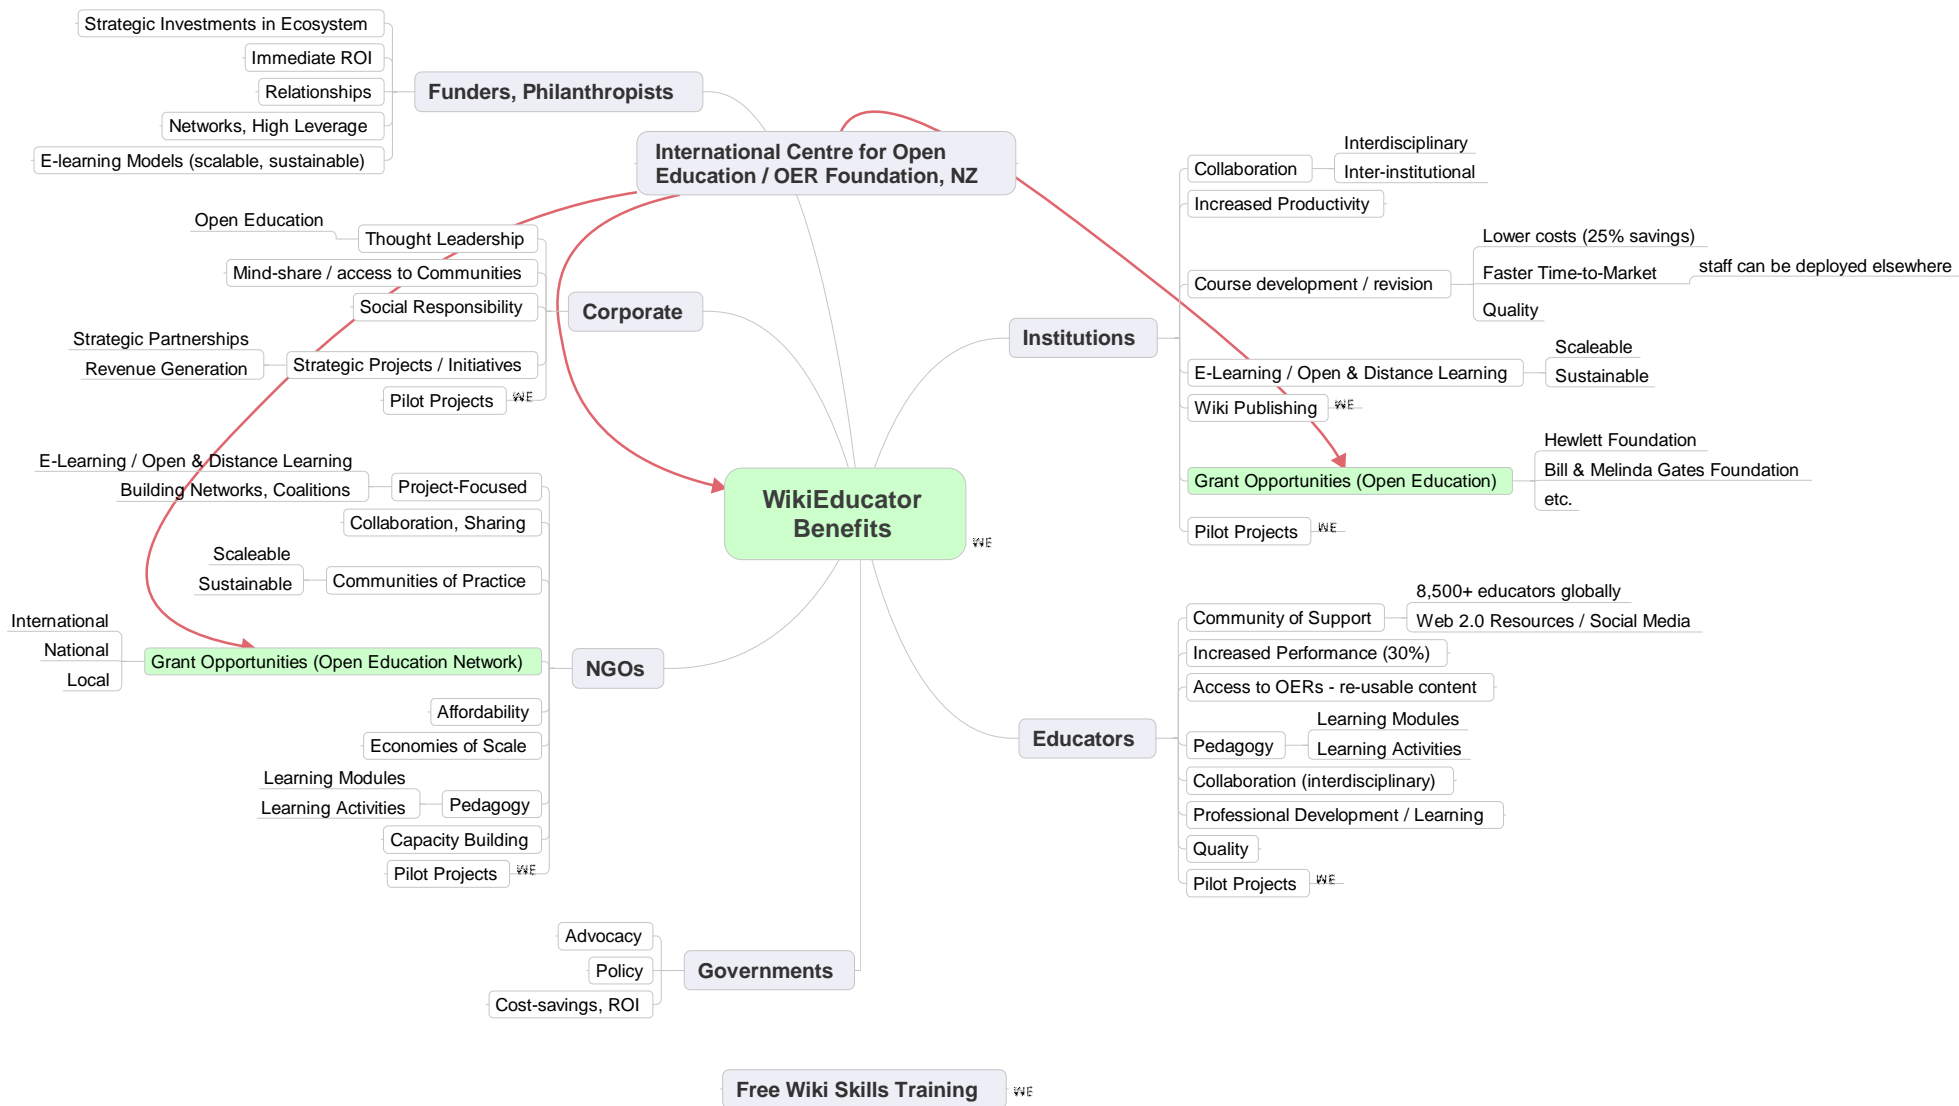 Strategic Investments in Ecosystem
Immediate ROI
Relationships
Networks, High Leverage
E-learning Models (scalable, sustainable)
Funders, Philanthropists
International Centre for Open
Education / OER Foundation, NZ
Open Education
Thought Leadership
Mind-share / access to Communities
Social Responsibility
Strategic Partnerships
Revenue Generation
Strategic Projects / Initiatives
Pilot Projects
WE
Corporate
E-Learning / Open & Distance Learning
Building Networks, Coalitions
Project-Focused
Collaboration, Sharing
Scaleable
Sustainable
Communities of Practice
International
National
Local
Grant Opportunities (Open Education Network)
NGOs
Affordability
Economies of Scale
Learning Modules
Learning Activities
Pedagogy
Capacity Building
Pilot Projects
WE
Advocacy
Policy
Cost-savings, ROI
Governments
WikiEducator
Benefits
WE
Institutions
Collaboration
Interdisciplinary
Inter-institutional
Increased Productivity
Course development / revision
Lower costs (25% savings)
Faster Time-to-Market
staff can be deployed elsewhere
Quality
E-Learning / Open & Distance Learning
Scaleable
Sustainable
Wiki Publishing
WE
Grant Opportunities (Open Education)
Hewlett Foundation
Bill & Melinda Gates Foundation
etc.
Pilot Projects
WE
Educators
Community of Support
8,500+ educators globally
Web 2.0 Resources / Social Media
Increased Performance (30%)
Access to OERs - re-usable content
Pedagogy
Learning Modules
Learning Activities
Collaboration (interdisciplinary)
Professional Development / Learning
Quality
Pilot Projects
WE
Free Wiki Skills Training
WE